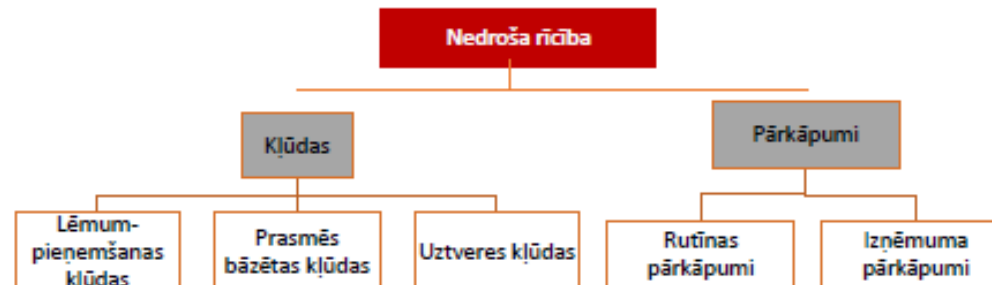 Nedroša rīcība
Kļūdas
Pārkāpumi
Lēmum-
pieņemšanas
kļūdas
Prasmēs
bāzētas kļūdas
Uztveres kļūdas
Rutīnas
pārkāpumi
Izņēmuma
pārkāpumi